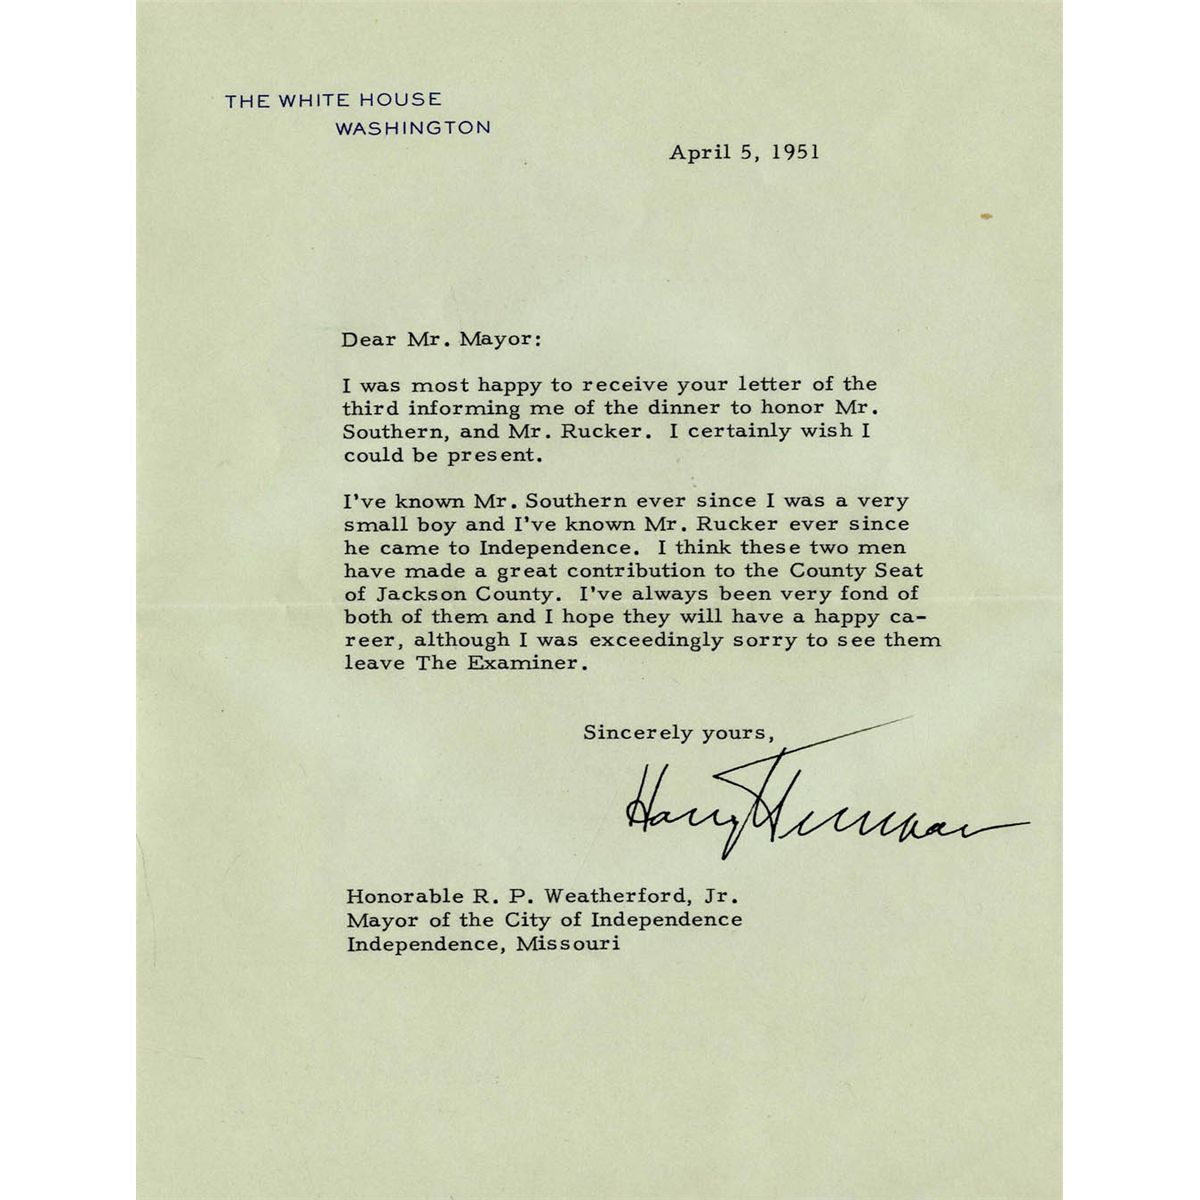 THE WHITE HOUSE
WASHINGTON
April 5, 1951
Dear Mr. Mayor:
I was most happy to receive your letter of the
third informing me of the dinner to honor Mr.
Southern, and Mr. Rucker. I certainly wish I
could be present.
I've known Mr. Southern ever since I was a very
small boy and I've known Mr. Rucker ever since
he came to Independence. I think these two men
have made a great contribution to the County Seat
of Jackson County. I've always been very fond of
both of them and I hope they will have a happy ca-
reer, although I was exceedingly sorry to see them
leave The Examiner.
Sincerely yours,
Harry Truman
Honorable R. P. Weatherford, Jr.
Mayor of the City of Independence
Independence, Missouri